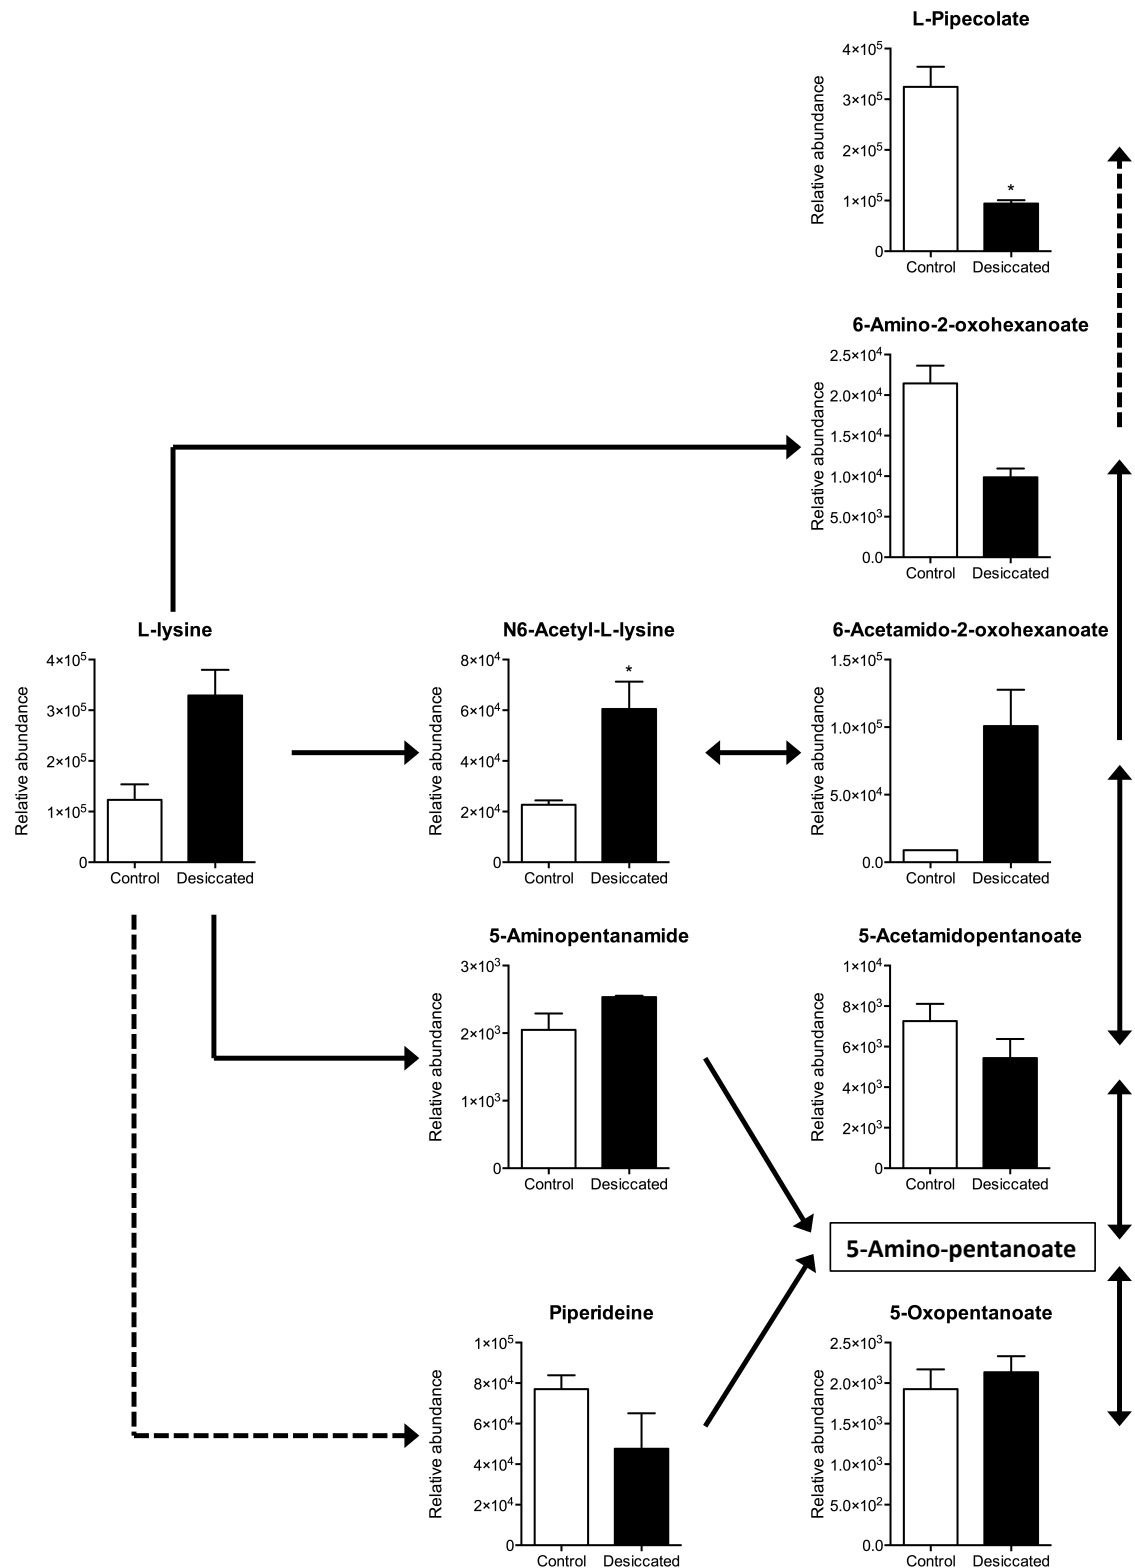 L-Pipecolate
Relative abundance
4×10⁵
3×10⁵
2×10⁵
1×10⁵
0
*
Control Desiccated
6-Amino-2-oxohexanoate
Relative abundance
2.5×10⁴
2.0×10⁴
1.5×10⁴
1.0×10⁴
5.0×10³
0.0
Control Desiccated
L-lysine
Relative abundance
4×10⁵
3×10⁵
2×10⁵
1×10⁵
0
Control Desiccated
N6-Acetyl-L-lysine
Relative abundance
8×10⁴
6×10⁴
4×10⁴
2×10⁴
0
*
Control Desiccated
6-Acetamido-2-oxohexanoate
Relative abundance
1.5×10⁵
1.0×10⁵
5.0×10⁴
0.0
Control Desiccated
5-Aminopentanamide
Relative abundance
3×10³
2×10³
1×10³
0
Control Desiccated
5-Acetamidopentanoate
Relative abundance
1×10⁴
8×10³
6×10³
4×10³
2×10³
0
Control Desiccated
5-Amino-pentanoate
Piperideine
Relative abundance
1×10⁵
8×10⁴
6×10⁴
4×10⁴
2×10⁴
0
Control Desiccated
5-Oxopentanoate
Relative abundance
2.5×10³
2.0×10³
1.5×10³
1.0×10³
5.0×10²
0.0
Control Desiccated